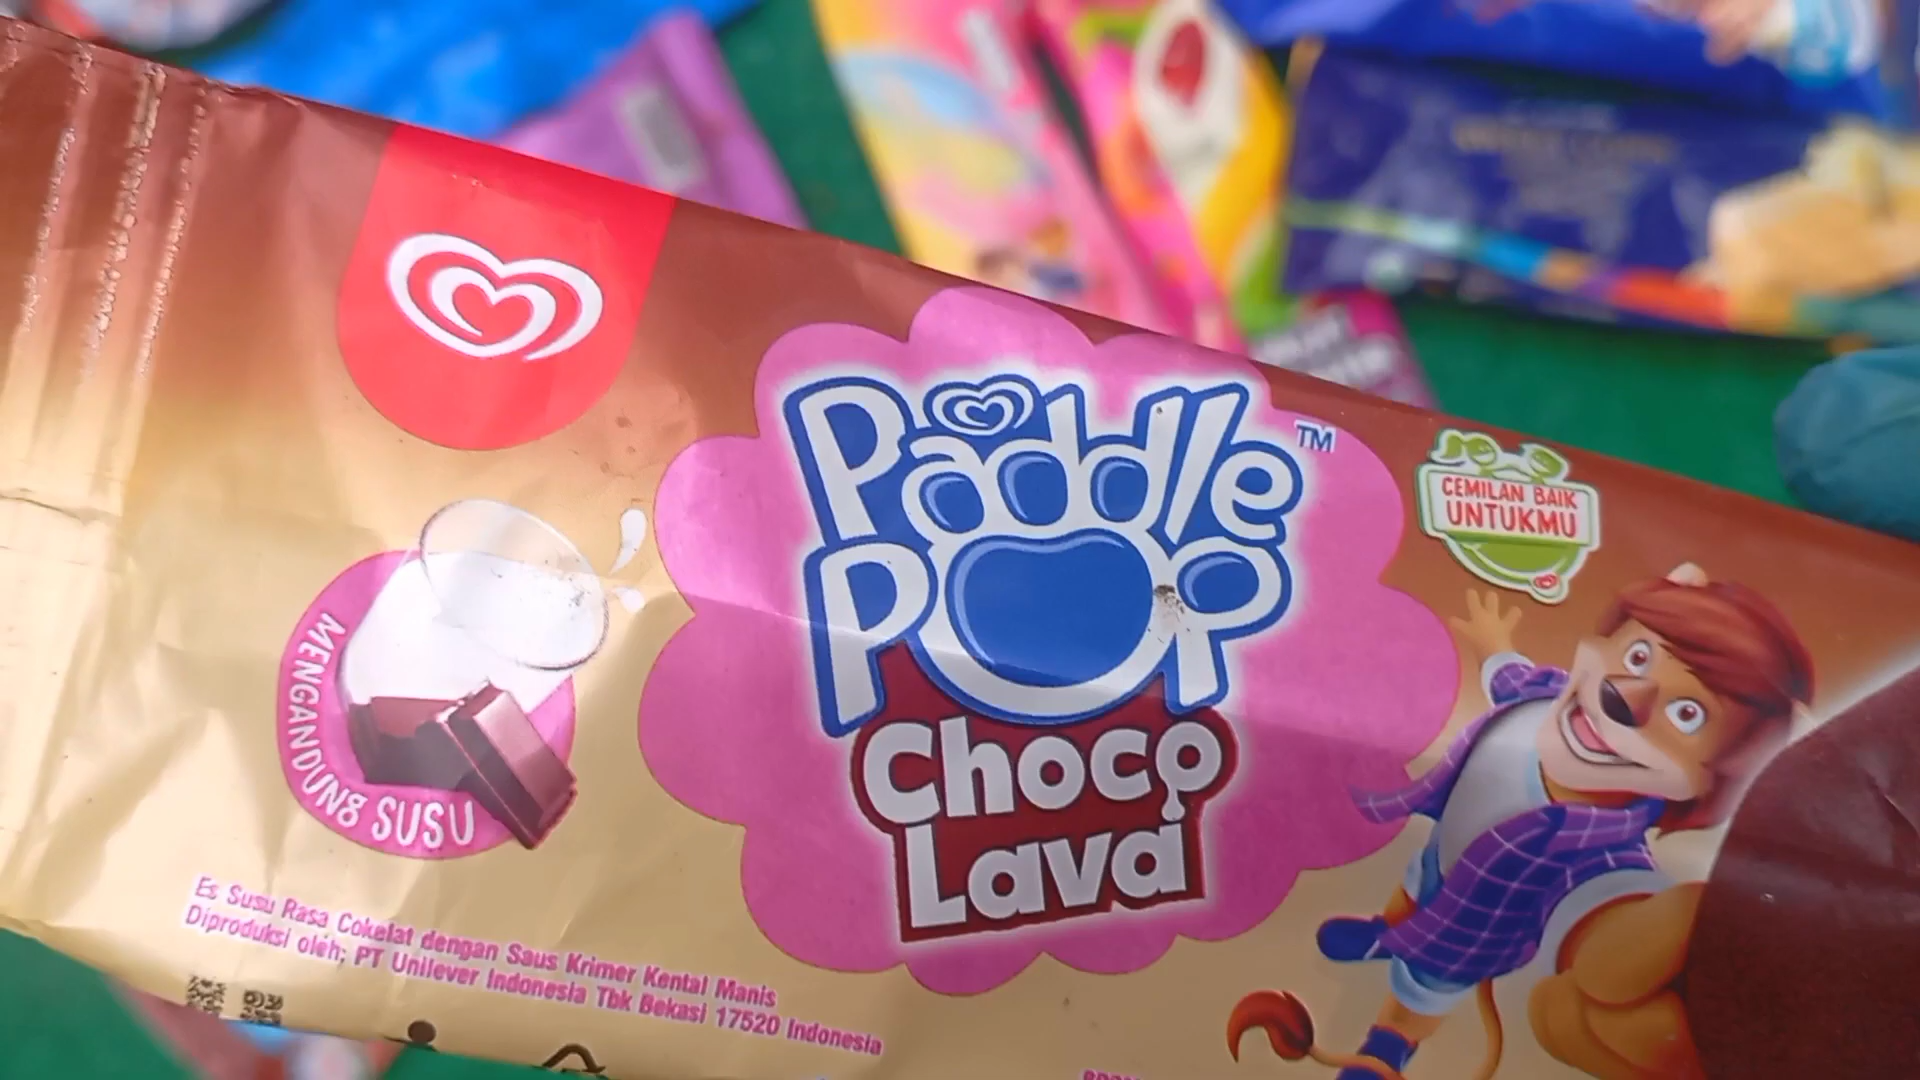 Paddle
Pop
TM
Choco
Lava
CEMILAN BAIK
UNTUKMU
MENGANDUNG SUSU
Es Susu Rasa Cokelat dengan Saus Krimer Kental Manis
Diproduksi oleh; PT Unilever Indonesia Tbk Bekasi 17520 Indonesia